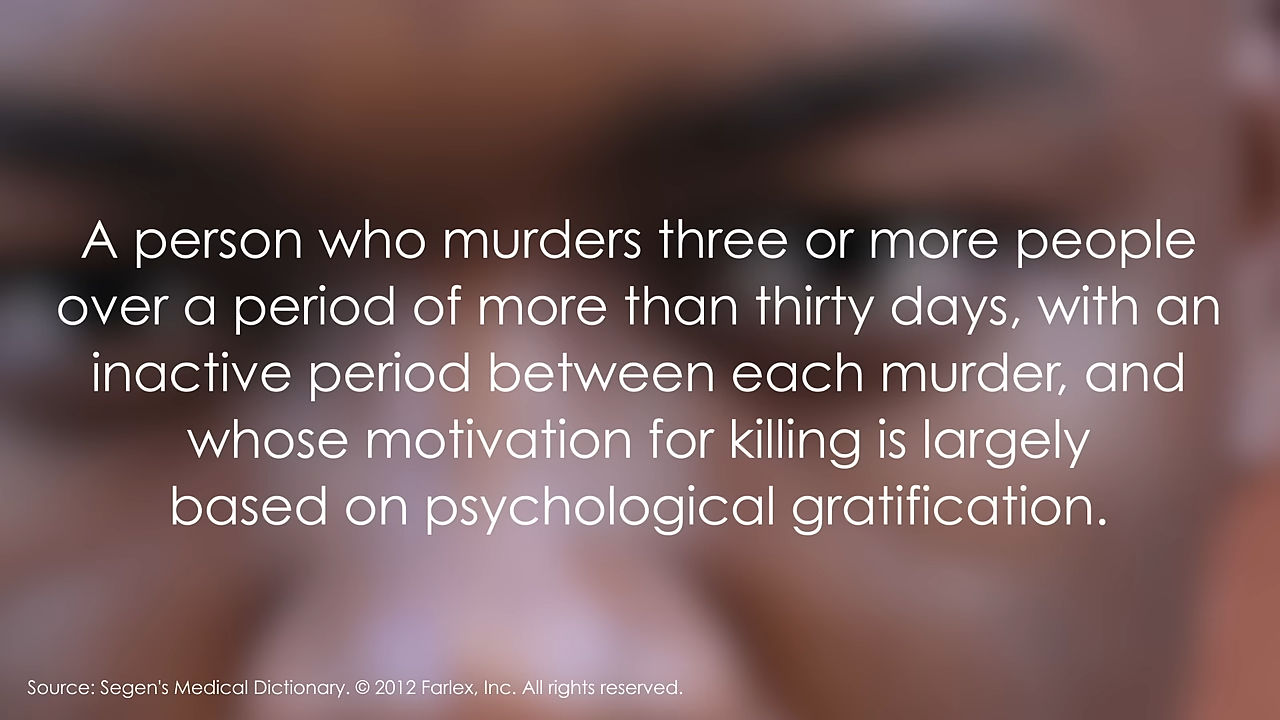 A person who murders three or more people
over a period of more than thirty days, with an
inactive period between each murder, and
whose motivation for killing is largely
based on psychological gratification.
Source: Segen's Medical Dictionary. © 2012 Farlex, Inc. All rights reserved.